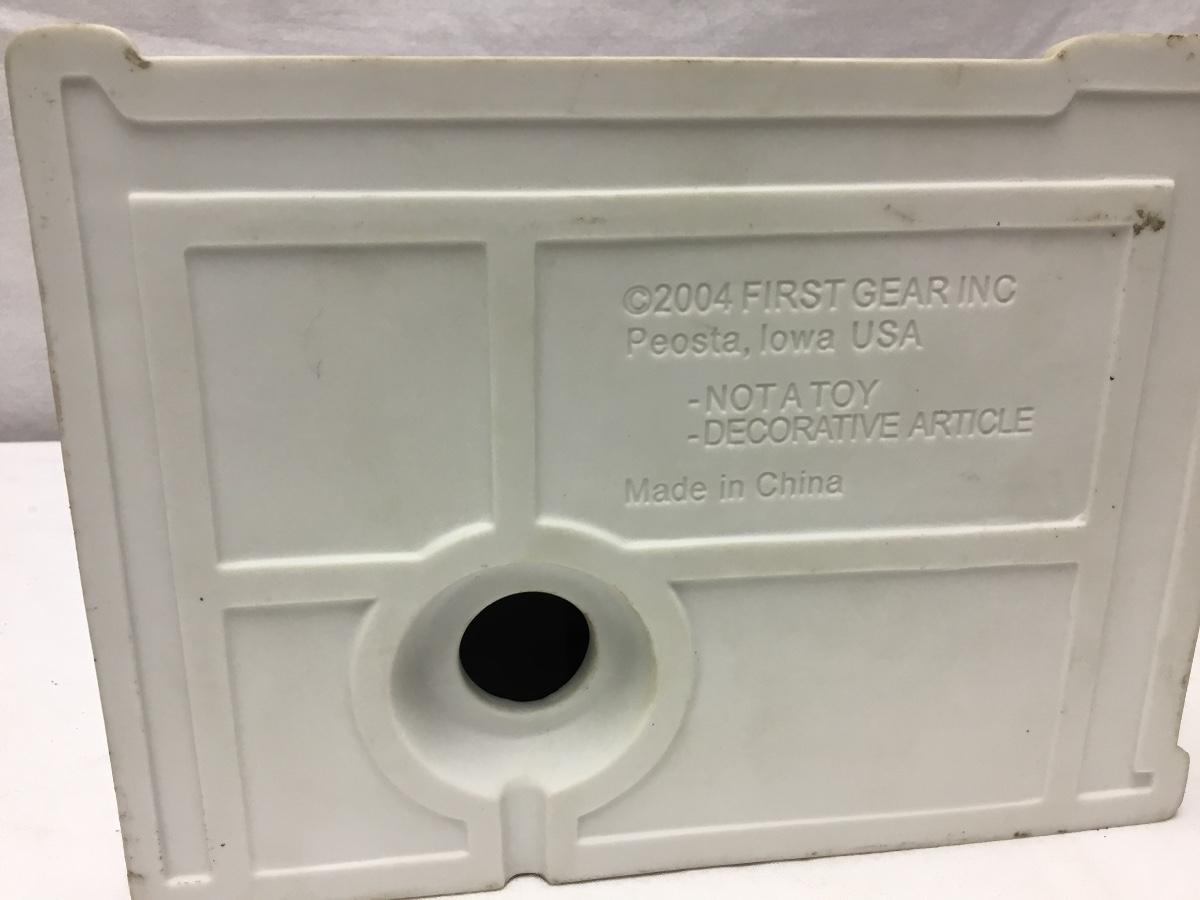 ©2004 FIRST GEAR INC
Peosta, Iowa USA
-NOT A TOY
-DECORATIVE ARTICLE
Made in China